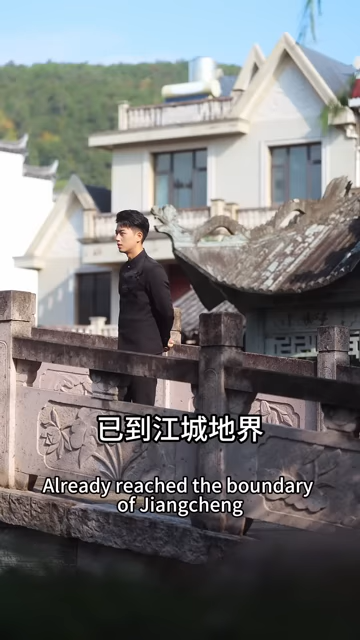 已到江城地界
Already reached the boundary
of Jiangcheng